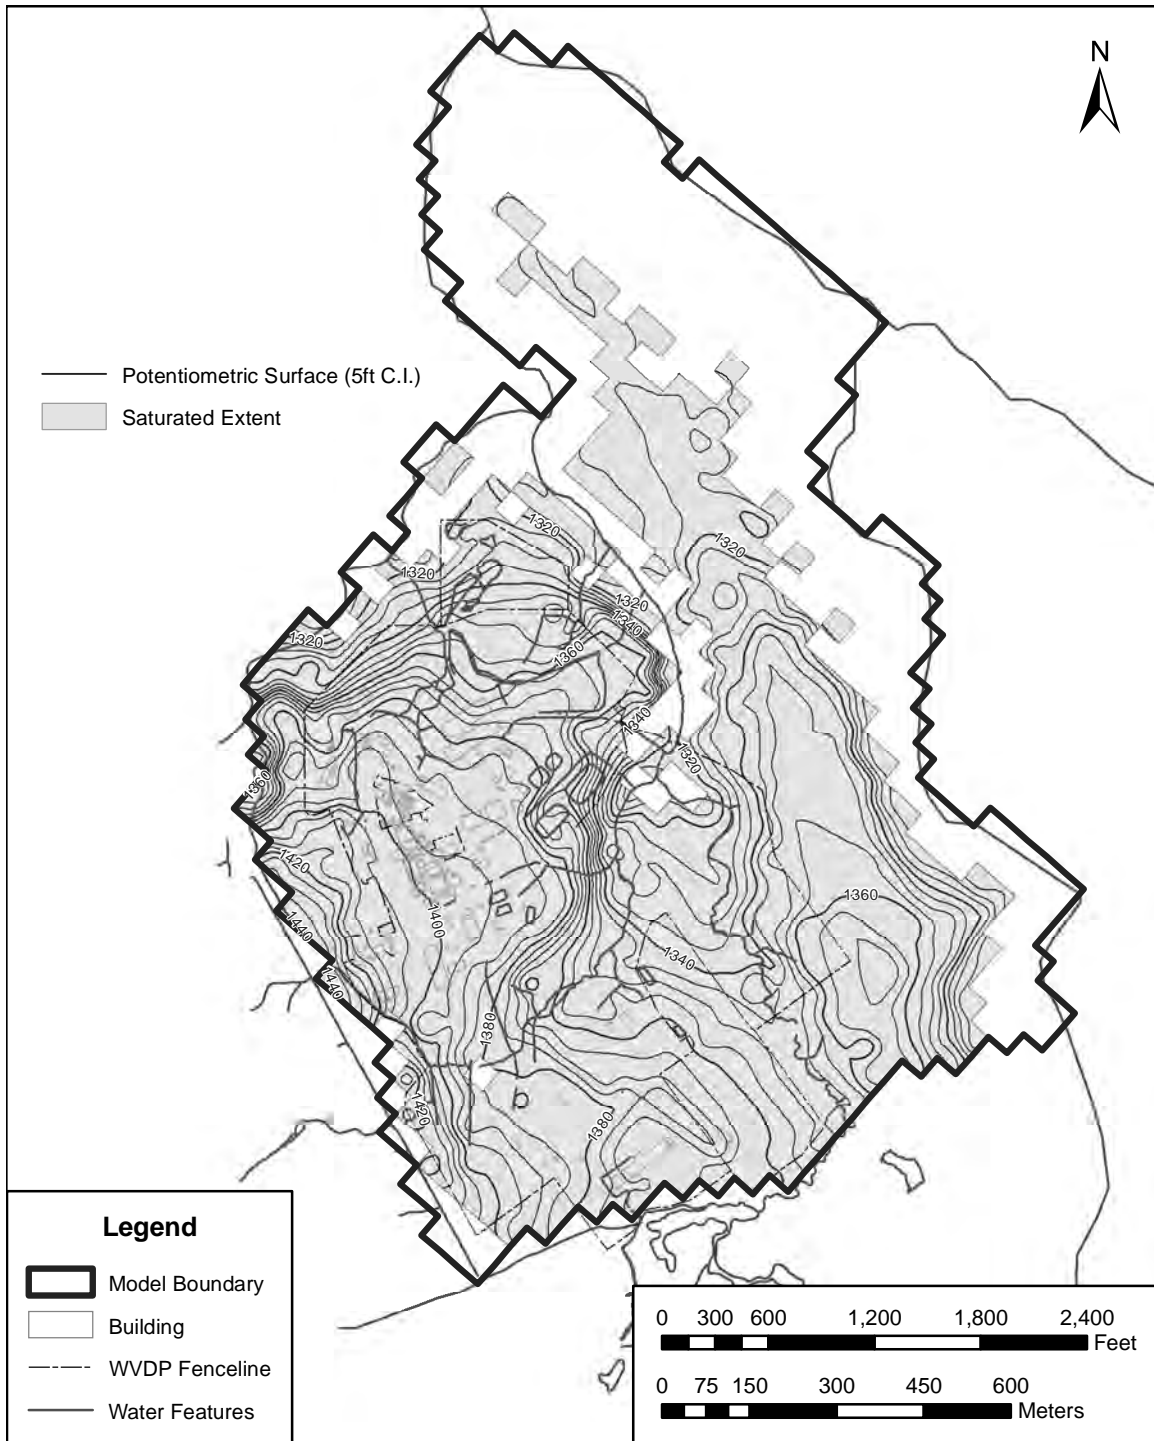 N
Potentiometric Surface (5ft C.I.)
Saturated Extent
1320
1320
1320
1320
1340
1320
1360
1340
1320
1360
1420
1360
1400
1440
1340
1440
1380
1420
1380
Legend
Model Boundary
Building
WVDP Fenceline
Water Features
0 300 600 1,200 1,800 2,400
Feet
0 75 150 300 450 600
Meters